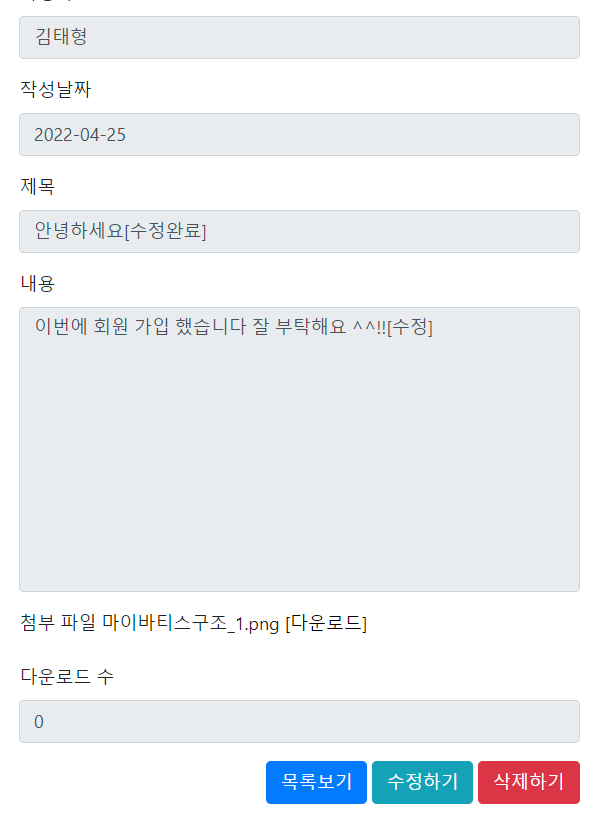 김태형
작성날짜
2022-04-25
제목
안녕하세요[수정완료]
내용
이번에 회원 가입 했습니다 잘 부탁해요 ^^!![수정]
첨부 파일 마이바티스구조_1.png [다운로드]
다운로드 수
0
목록보기 수정하기 삭제하기